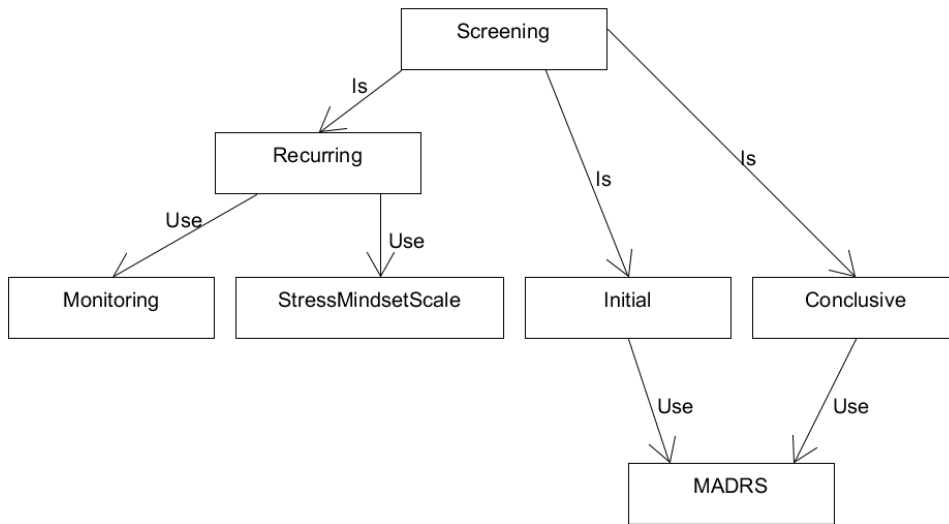 Screening
Is
Recurring
Is
Is
Use
Use
Monitoring
StressMindsetScale
Initial
Conclusive
Use
Use
MADRS